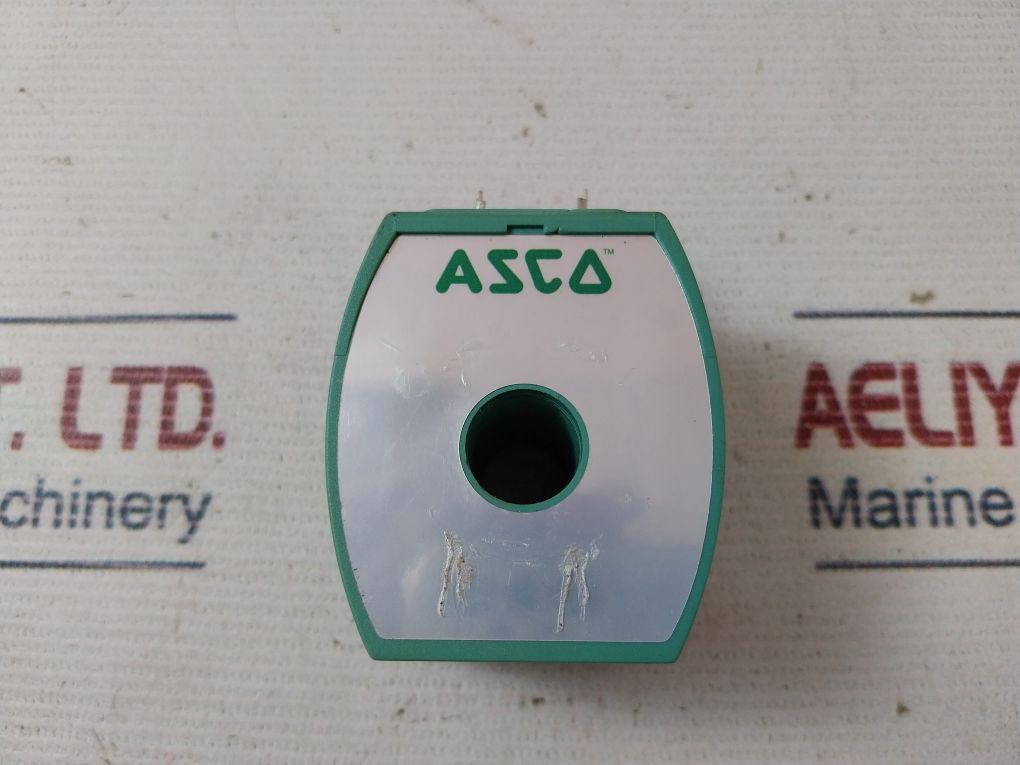 ASCO™
T. LTD.
AELIY
chinery
Marine